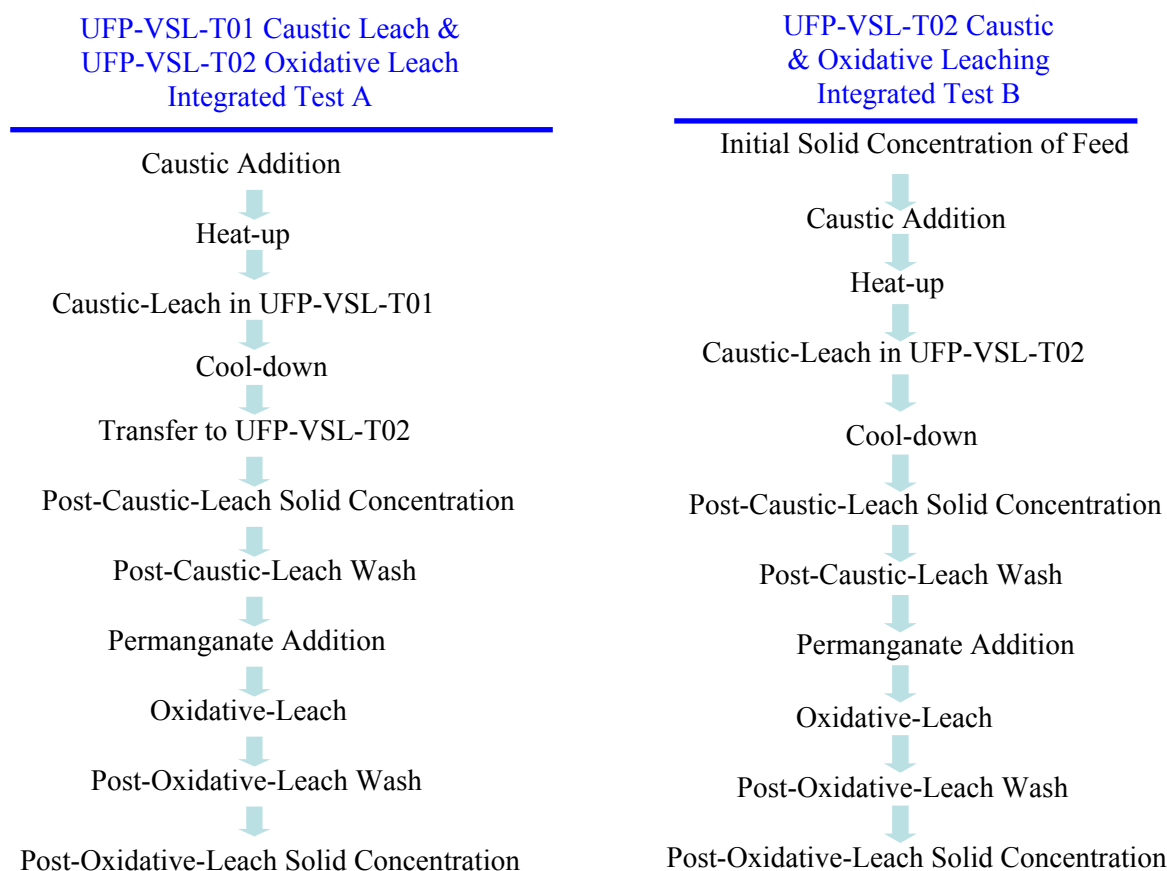 UFP-VSL-T01 Caustic Leach &
UFP-VSL-T02 Oxidative Leach
Integrated Test A
Caustic Addition
Heat-up
Caustic-Leach in UFP-VSL-T01
Cool-down
Transfer to UFP-VSL-T02
Post-Caustic-Leach Solid Concentration
Post-Caustic-Leach Wash
Permanganate Addition
Oxidative-Leach
Post-Oxidative-Leach Wash
Post-Oxidative-Leach Solid Concentration
UFP-VSL-T02 Caustic
& Oxidative Leaching
Integrated Test B
Initial Solid Concentration of Feed
Caustic Addition
Heat-up
Caustic-Leach in UFP-VSL-T02
Cool-down
Post-Caustic-Leach Solid Concentration
Post-Caustic-Leach Wash
Permanganate Addition
Oxidative-Leach
Post-Oxidative-Leach Wash
Post-Oxidative-Leach Solid Concentration